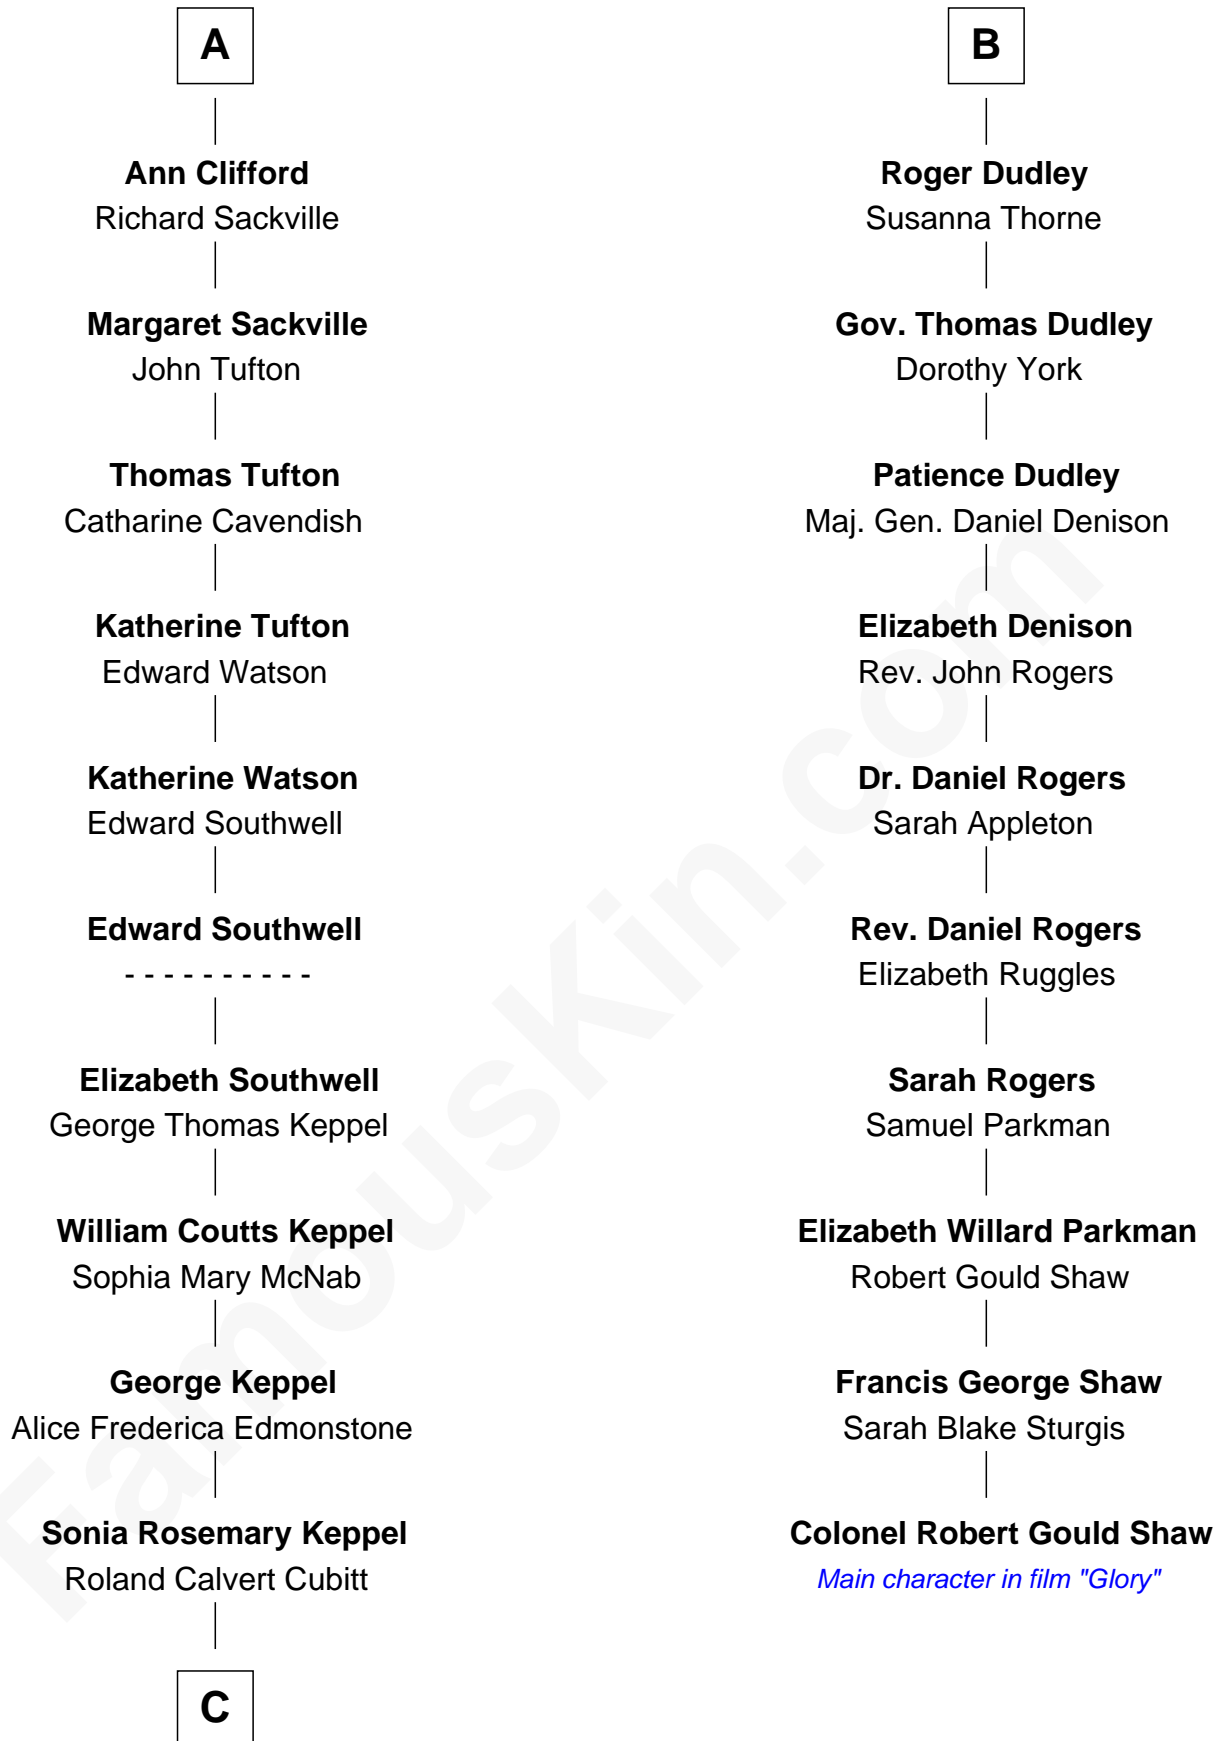 A
Ann Clifford
Richard Sackville
Margaret Sackville
John Tufton
Thomas Tufton
Catharine Cavendish
Katherine Tufton
Edward Watson
Katherine Watson
Edward Southwell
Edward Southwell
- - - - - - - - - -
Elizabeth Southwell
George Thomas Keppel
William Coutts Keppel
Sophia Mary McNab
George Keppel
Alice Frederica Edmonstone
Sonia Rosemary Keppel
Roland Calvert Cubitt
C
B
Roger Dudley
Susanna Thorne
Gov. Thomas Dudley
Dorothy York
Patience Dudley
Maj. Gen. Daniel Denison
Elizabeth Denison
Rev. John Rogers
Dr. Daniel Rogers
Sarah Appleton
Rev. Daniel Rogers
Elizabeth Ruggles
Sarah Rogers
Samuel Parkman
Elizabeth Willard Parkman
Robert Gould Shaw
Francis George Shaw
Sarah Blake Sturgis
Colonel Robert Gould Shaw
Main character in film "Glory"
FamousKin.com